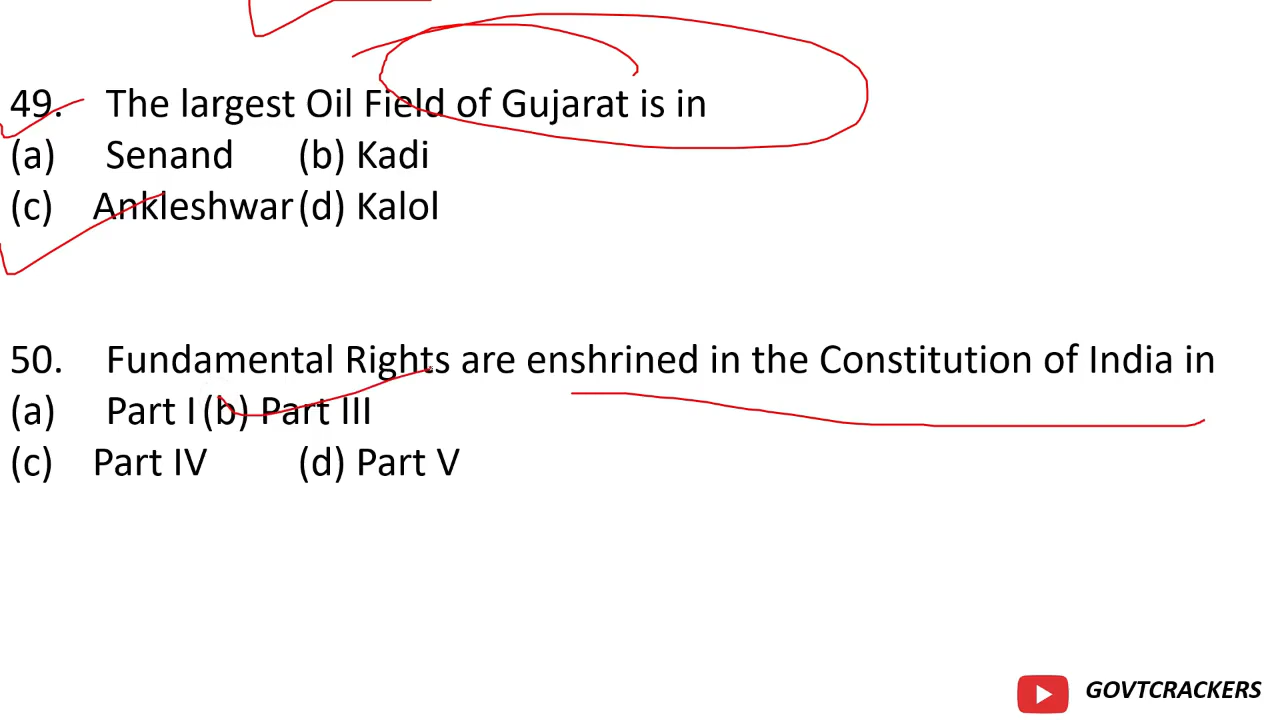 49. The largest Oil Field of Gujarat is in
(a) Senand (b) Kadi
(c) Ankleshwar (d) Kalol
50. Fundamental Rights are enshrined in the Constitution of India in
(a) Part I (b) Part III
(c) Part IV (d) Part V
GOVTCRACKERS